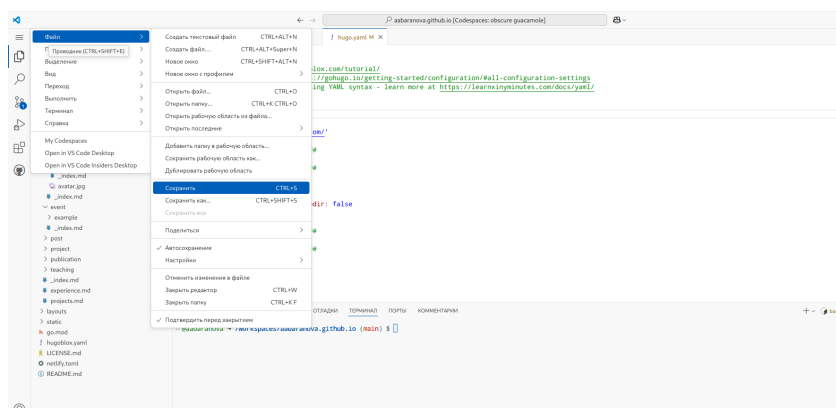 aabaranova.github.io [Codespaces: obscure guacamole]
Файл
Проводник (CTRL+SHIFT+E)
Выделение
Вид
Переход
Выполнить
Терминал
Справка
My Codespaces
Open in VS Code Desktop
Open in VS Code Insiders Desktop
Создать текстовый файл CTRL+ALT+N
Создать файл... CTRL+ALT+Super+N
Новое окно CTRL+SHIFT+ALT+N
Новое окно с профилем
Открыть файл... CTRL+O
Открыть папку... CTRL+K CTRL+O
Открыть рабочую область из файла...
Открыть последние
Добавить папку в рабочую область...
Сохранить рабочую область как...
Дублировать рабочую область
Сохранить CTRL+S
Сохранить как... CTRL+SHIFT+S
Сохранить все
Поделиться
Автосохранение
Настройки
Отменить изменения в файле
Закрыть редактор CTRL+W
Закрыть папку CTRL+K F
Подтвердить перед закрытием
! hugo.yaml M ×
lox.com/tutorial/
://gohugo.io/getting-started/configuration/#all-configuration-settings
ing YAML syntax - learn more at https://learnxinyminutes.com/docs/yaml/
om/'
dir: false
_index.md
avatar.jpg
_index.md
event
example
_index.md
post
project
publication
teaching
_index.md
experience.md
projects.md
layouts
static
go.mod
! hugoblox.yaml
LICENSE.md
netlify.toml
README.md
ОТЛАДКИ ТЕРМИНАЛ ПОРТЫ КОММЕНТАРИИ
@aabaranova ➜ /workspaces/aabaranova.github.io (main) $